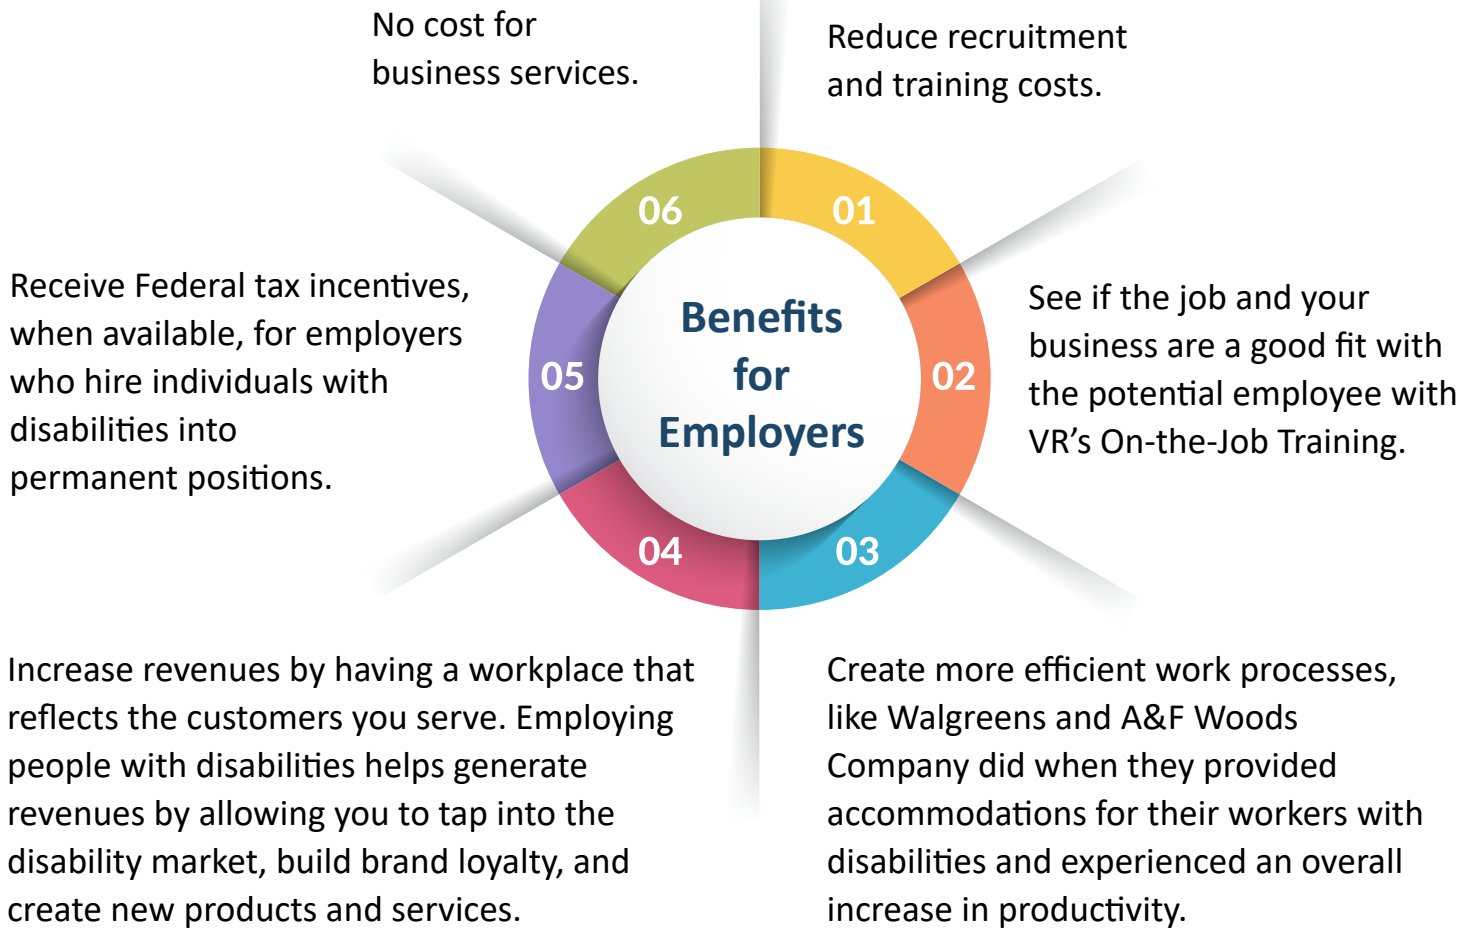 Benefits
for
Employers
01
Reduce recruitment
and training costs.
02
See if the job and your
business are a good fit with
the potential employee with
VR’s On-the-Job Training.
03
Create more efficient work processes,
like Walgreens and A&F Woods
Company did when they provided
accommodations for their workers with
disabilities and experienced an overall
increase in productivity.
04
Increase revenues by having a workplace that
reflects the customers you serve. Employing
people with disabilities helps generate
revenues by allowing you to tap into the
disability market, build brand loyalty, and
create new products and services.
05
Receive Federal tax incentives,
when available, for employers
who hire individuals with
disabilities into
permanent positions.
06
No cost for
business services.